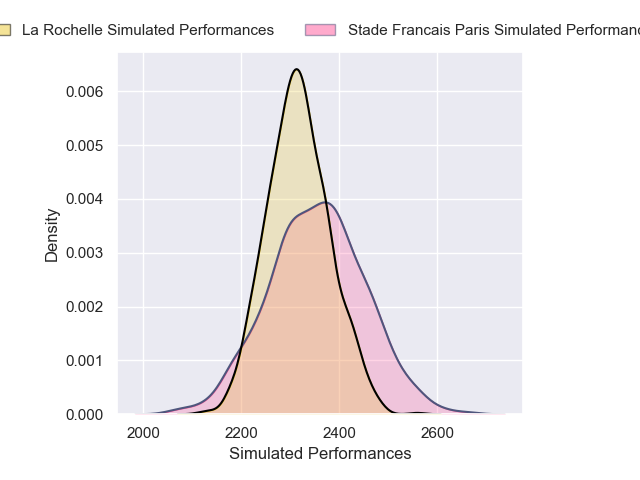 La Rochelle Simulated Performances
Stade Francais Paris Simulated
0.006
0.005
0.004
0.003
0.002
0.001
0.000
Density
2000 2200 2400 2600
Simulated Performances